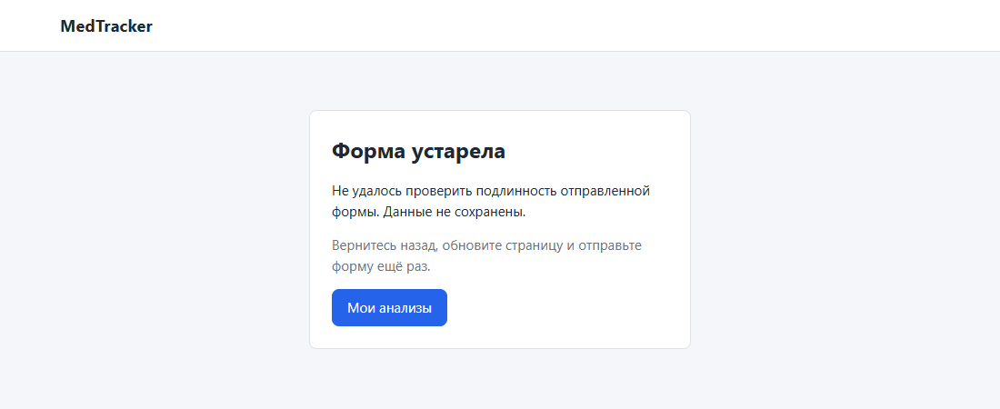 MedTracker
Форма устарела
Не удалось проверить подлинность отправленной
формы. Данные не сохранены.
Вернитесь назад, обновите страницу и отправьте
форму ещё раз.
Мои анализы